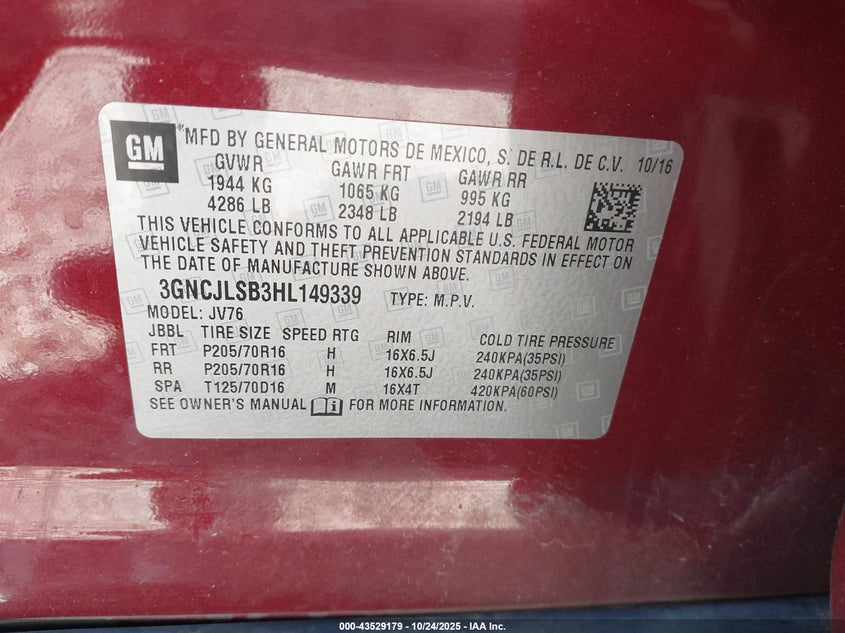 GM ® MFD BY GENERAL MOTORS DE MEXICO, S. DE R.L. DE C.V. 10/16
GVWR GAWR FRT GAWR RR
1944 KG 1065 KG 995 KG
4286 LB 2348 LB 2194 LB
THIS VEHICLE CONFORMS TO ALL APPLICABLE U.S. FEDERAL MOTOR
VEHICLE SAFETY AND THEFT PREVENTION STANDARDS IN EFFECT ON
THE DATE OF MANUFACTURE SHOWN ABOVE.
3GNCJLSB3HL149339 TYPE: M.P.V.
MODEL: JV76
JBBL TIRE SIZE SPEED RTG RIM COLD TIRE PRESSURE
FRT P205/70R16 H 16X6.5J 240KPA(35PSI)
RR P205/70R16 H 16X6.5J 240KPA(35PSI)
SPA T125/70D16 M 16X4T 420KPA(60PSI)
SEE OWNER'S MANUAL FOR MORE INFORMATION.
000-43529179 - 10/24/2025 - IAA Inc.